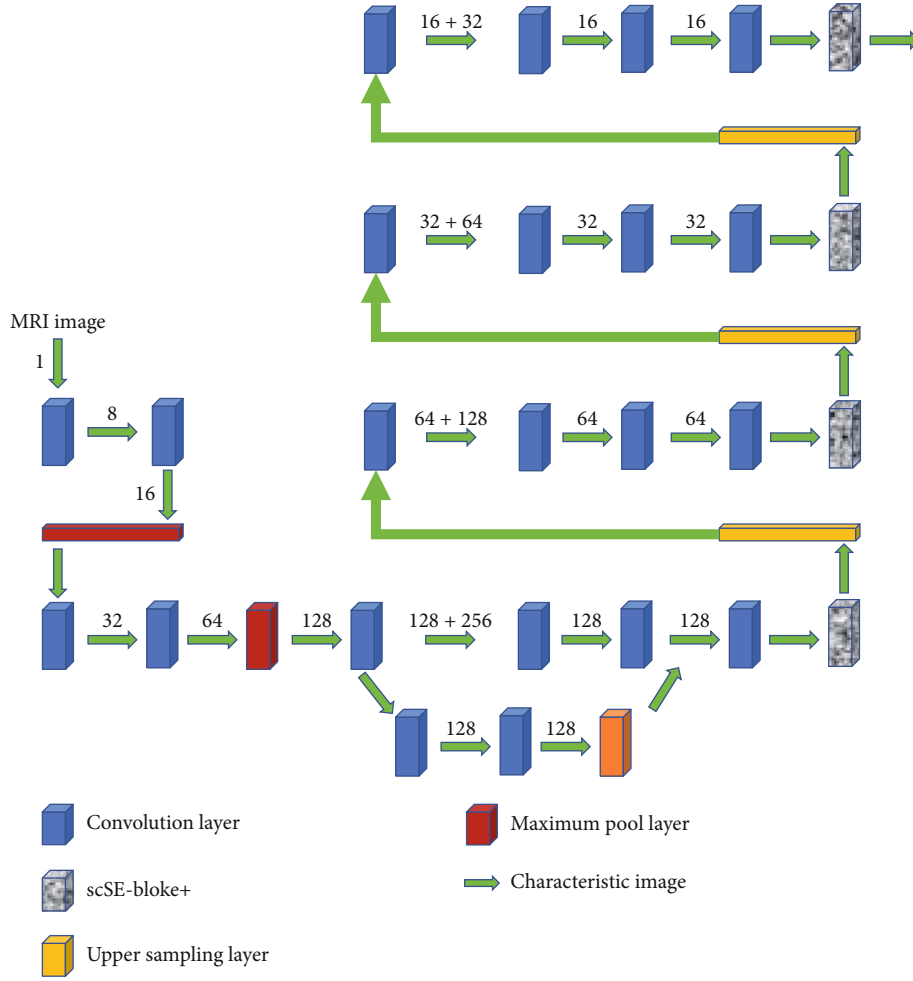 16 + 32 16 16
32 + 64 32 32
MRI image
1
8
64 + 128 64 64
16
32 64 128 128 + 256 128 128
128 128
Convolution layer
Maximum pool layer
scSE-bloke+
Characteristic image
Upper sampling layer